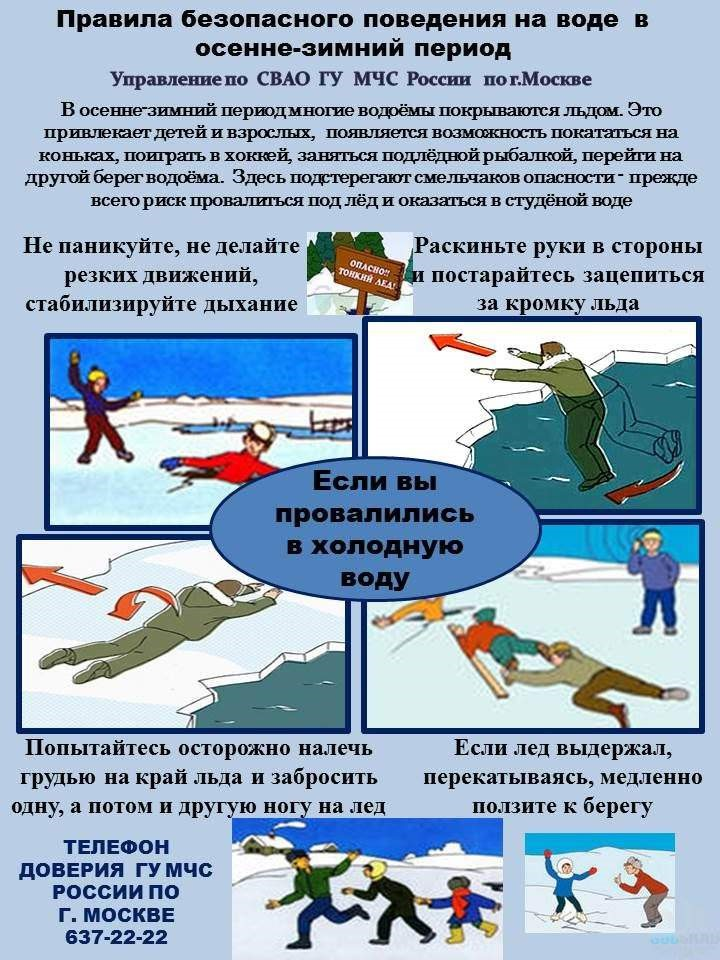 Правила безопасного поведения на воде в
осенне-зимний период
Управление по СВАО ГУ МЧС России по г.Москве
В осенне-зимний период многие водоёмы покрываются льдом. Это
привлекает детей и взрослых, появляется возможность покататься на
коньках, поиграть в хоккей, заняться подлёдной рыбалкой, перейти на
другой берег водоёма. Здесь подстерегают смельчаков опасности - прежде
всего риск провалиться под лёд и оказаться в студёной воде
Не паникуйте, не делайте
резких движений,
стабилизируйте дыхание
ОПАСНО!!
ТОНКИЙ ЛЕД!
Раскиньте руки в стороны
и постарайтесь зацепиться
за кромку льда
Если вы
провалились
в холодную
воду
Попытайтесь осторожно налечь
грудью на край льда и забросить
одну, а потом и другую ногу на лед
Если лед выдержал,
перекатываясь, медленно
ползите к берегу
ТЕЛЕФОН
ДОВЕРИЯ ГУ МЧС
РОССИИ ПО
Г. МОСКВЕ
637-22-22